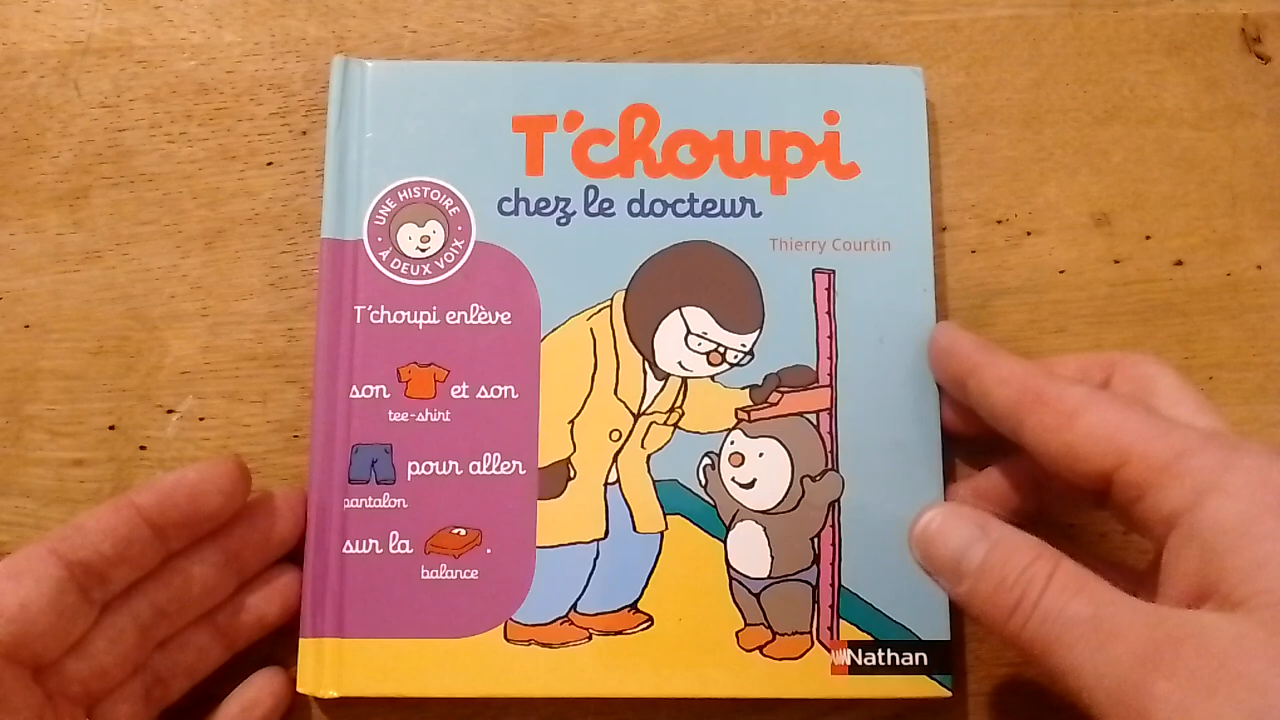 T'choupi
chez le docteur
Thierry Courtin
UNE HISTOIRE
À DEUX VOIX
T'choupi enlève
son et son
tee-shirt
pour aller
pantalon
sur la .
balance
Nathan